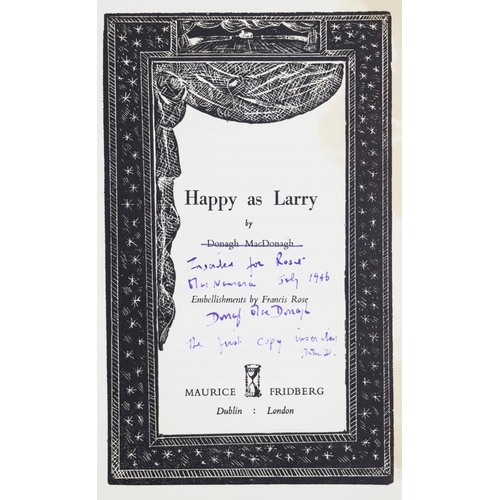 Happy as Larry
by
Donagh MacDonagh
Inscribed for Rose
MacNamara July 1946
Embellishments by Francis Rose
Donagh MacDonagh
the first copy inscribed
MAURICE FRIDBERG
Dublin : London